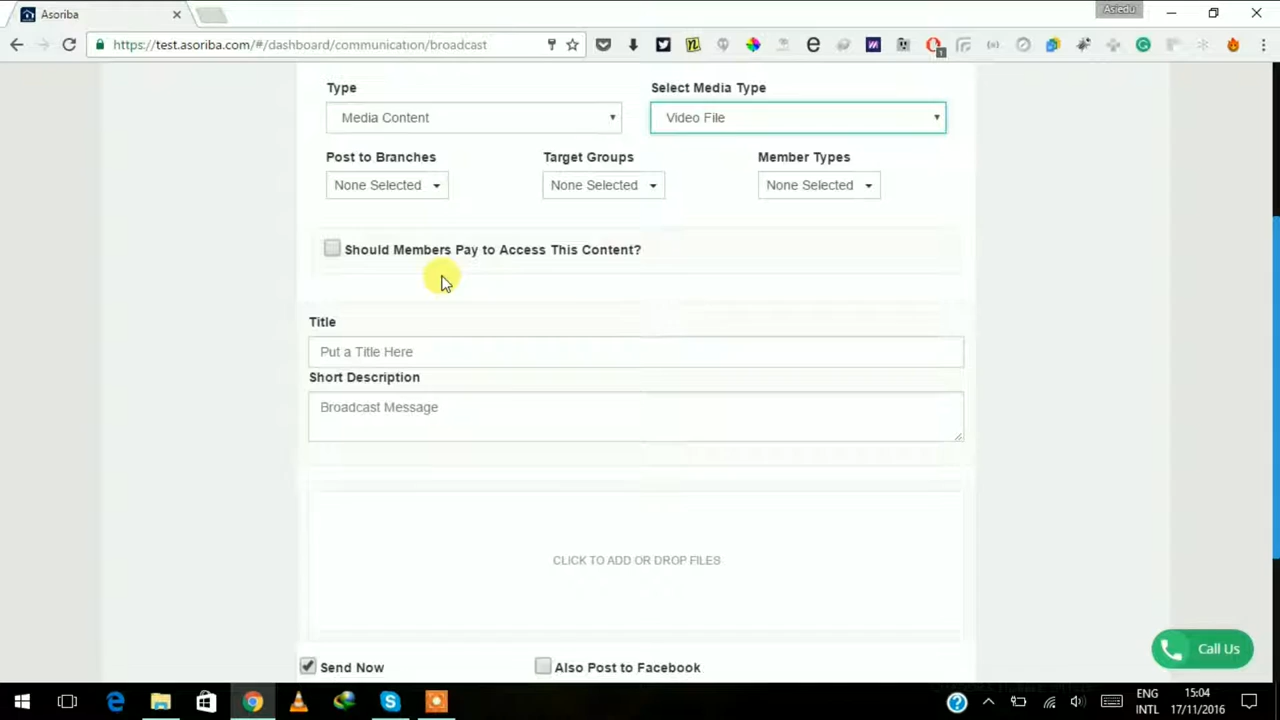 Asoriba
Asiedu
https://test.asoriba.com/#/dashboard/communication/broadcast
1
Type
Select Media Type
Media Content
Video File
Post to Branches
Target Groups
Member Types
None Selected
None Selected
None Selected
Should Members Pay to Access This Content?
Title
Put a Title Here
Short Description
Broadcast Message
CLICK TO ADD OR DROP FILES
Call Us
Send Now
Also Post to Facebook
ENG
INTL
15:04
17/11/2016